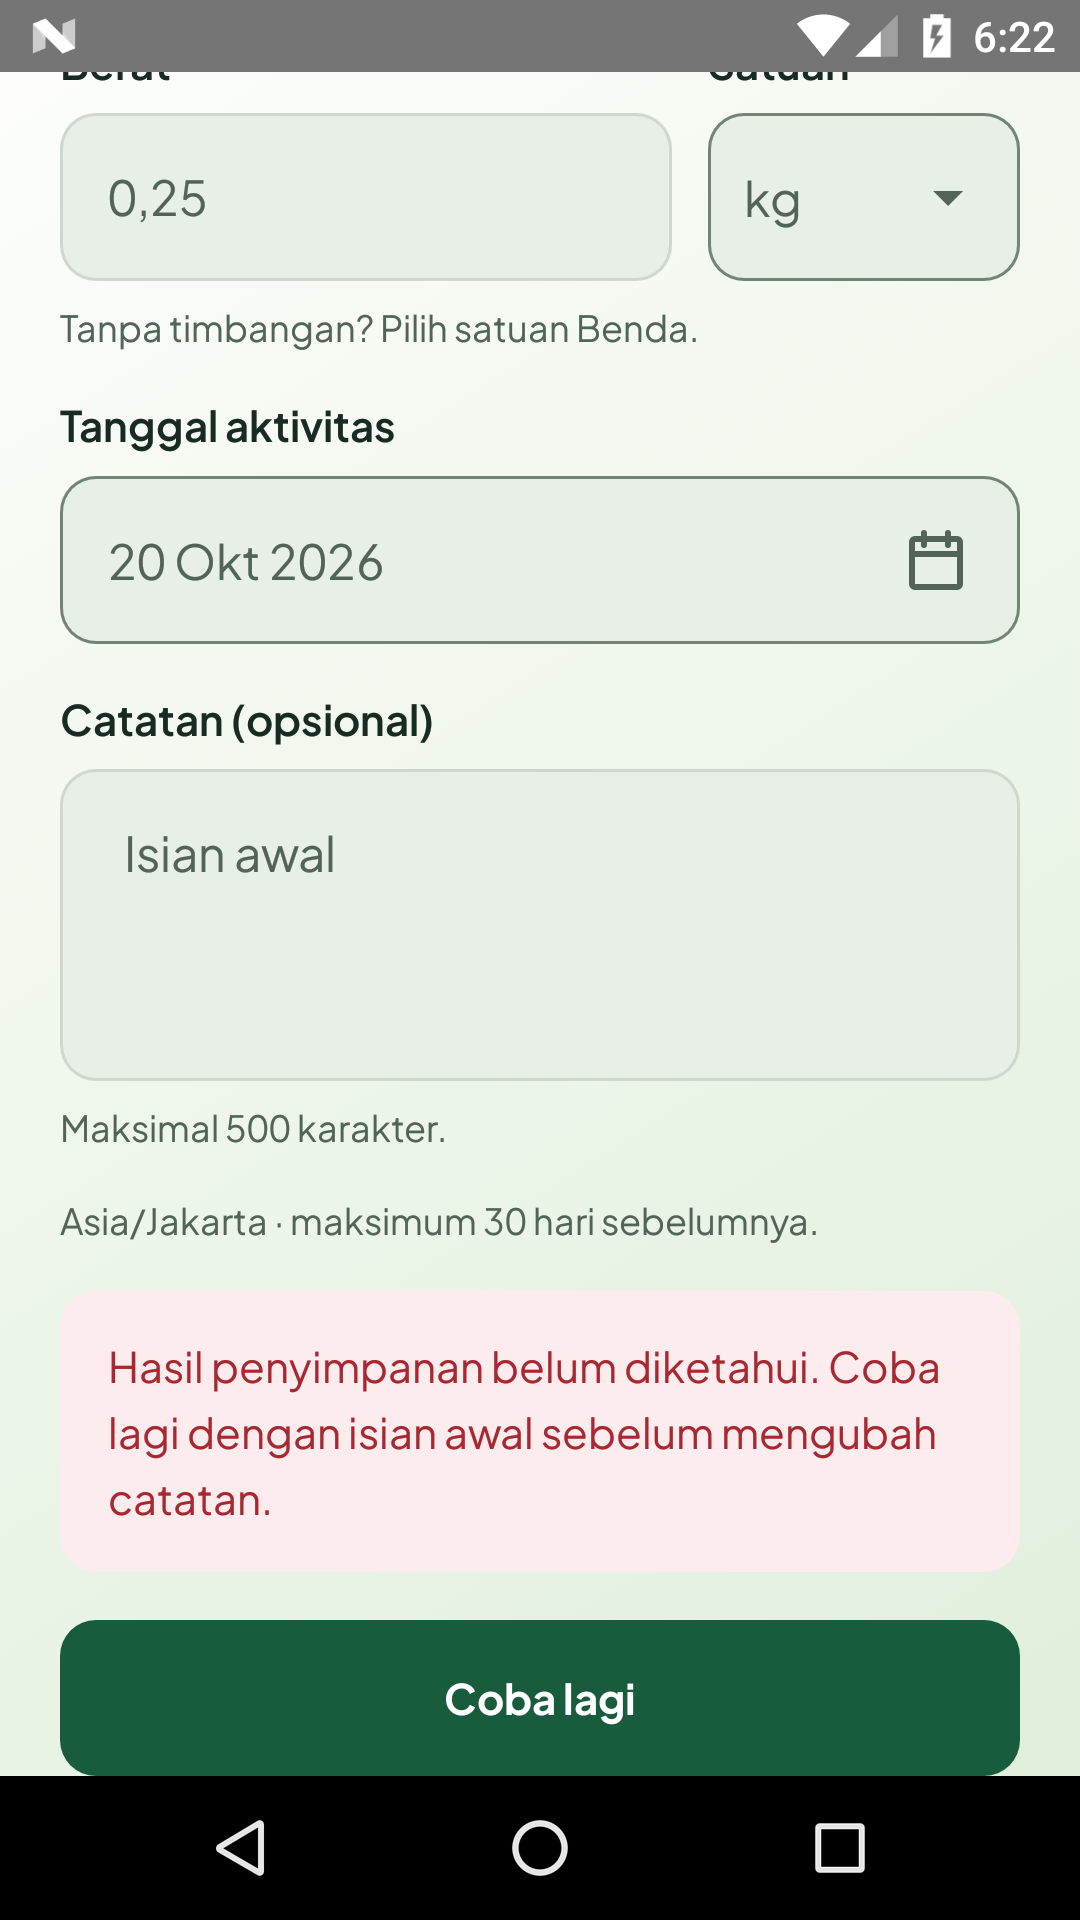 6:22
Berat
Satuan
0,25
kg
Tanpa timbangan? Pilih satuan Benda.
Tanggal aktivitas
20 Okt 2026
Catatan (opsional)
Isian awal
Maksimal 500 karakter.
Asia/Jakarta · maksimum 30 hari sebelumnya.
Hasil penyimpanan belum diketahui. Coba
lagi dengan isian awal sebelum mengubah
catatan.
Coba lagi